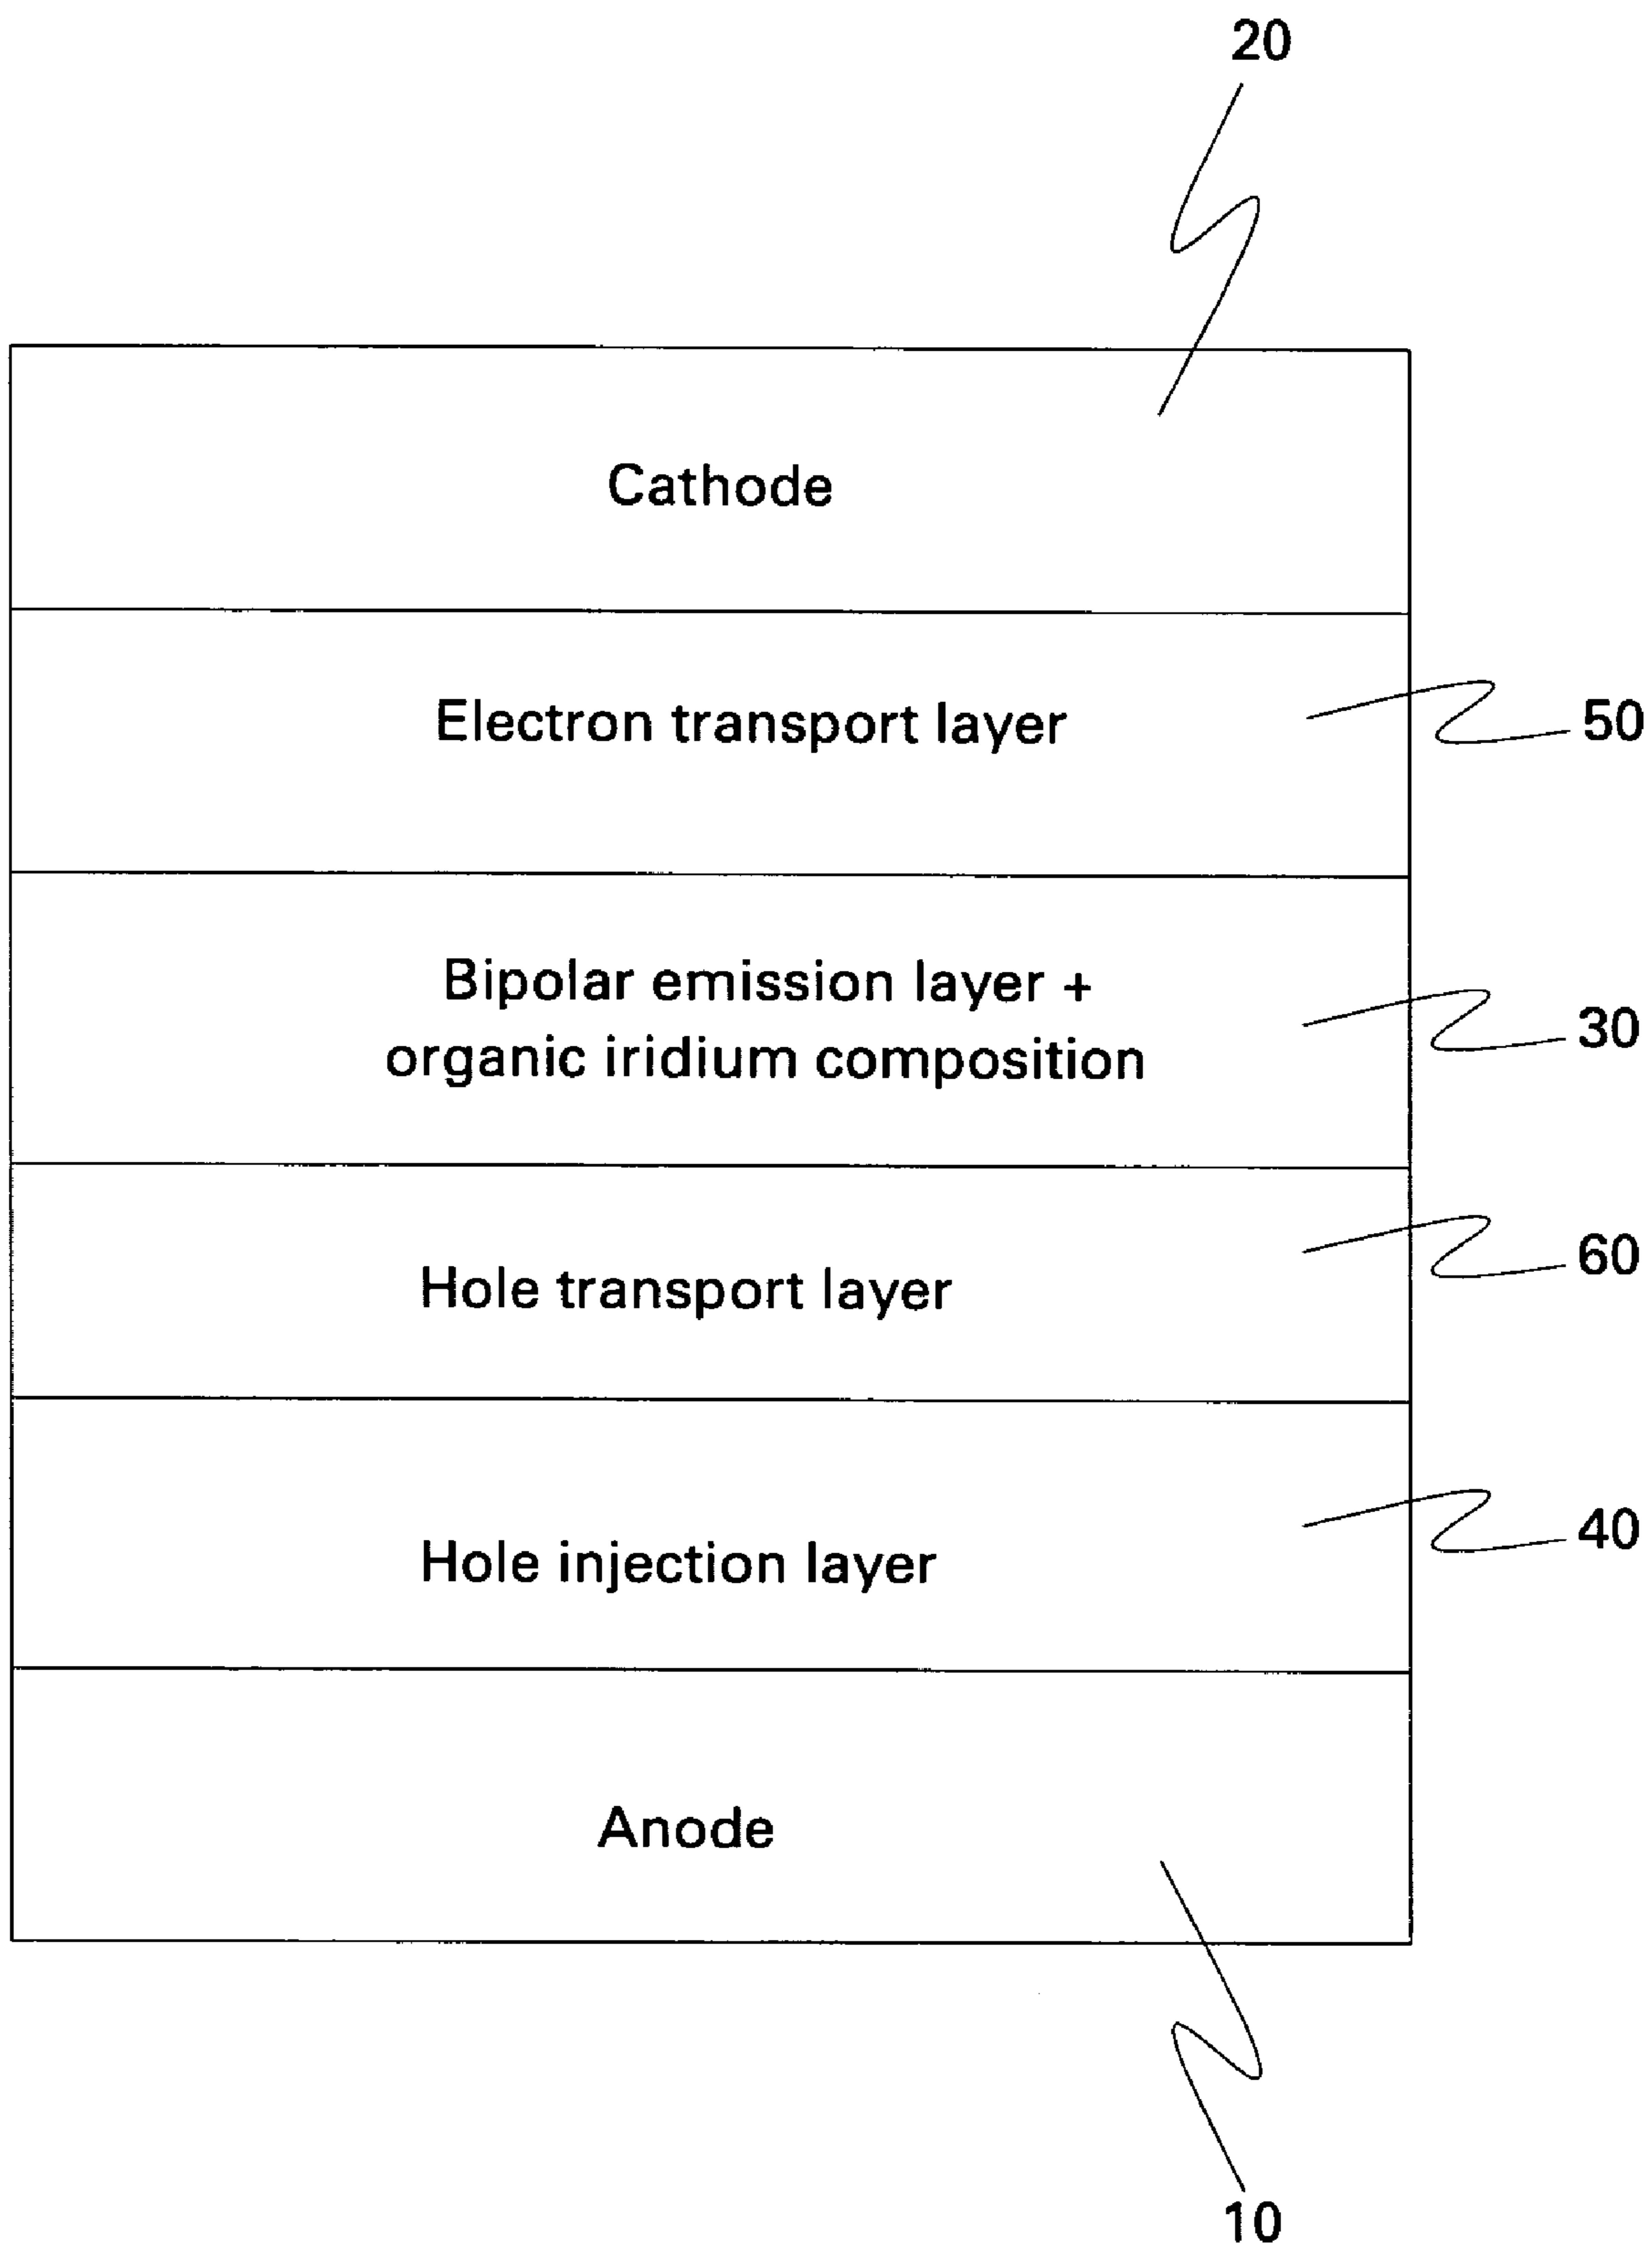 20
Cathode
Electron transport layer
50
Bipolar emission layer +
organic iridium composition
30
Hole transport layer
60
Hole injection layer
40
Anode
10